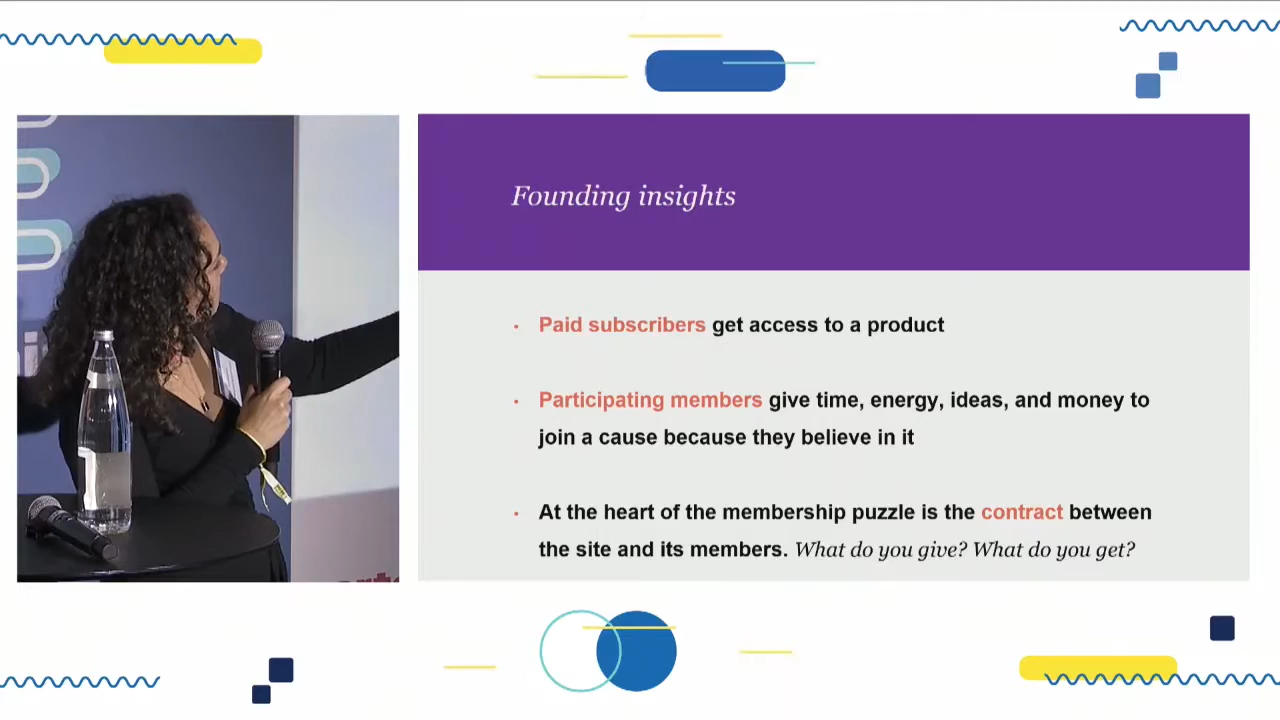 Founding insights
• Paid subscribers get access to a product
• Participating members give time, energy, ideas, and money to
join a cause because they believe in it
• At the heart of the membership puzzle is the contract between
the site and its members. What do you give? What do you get?